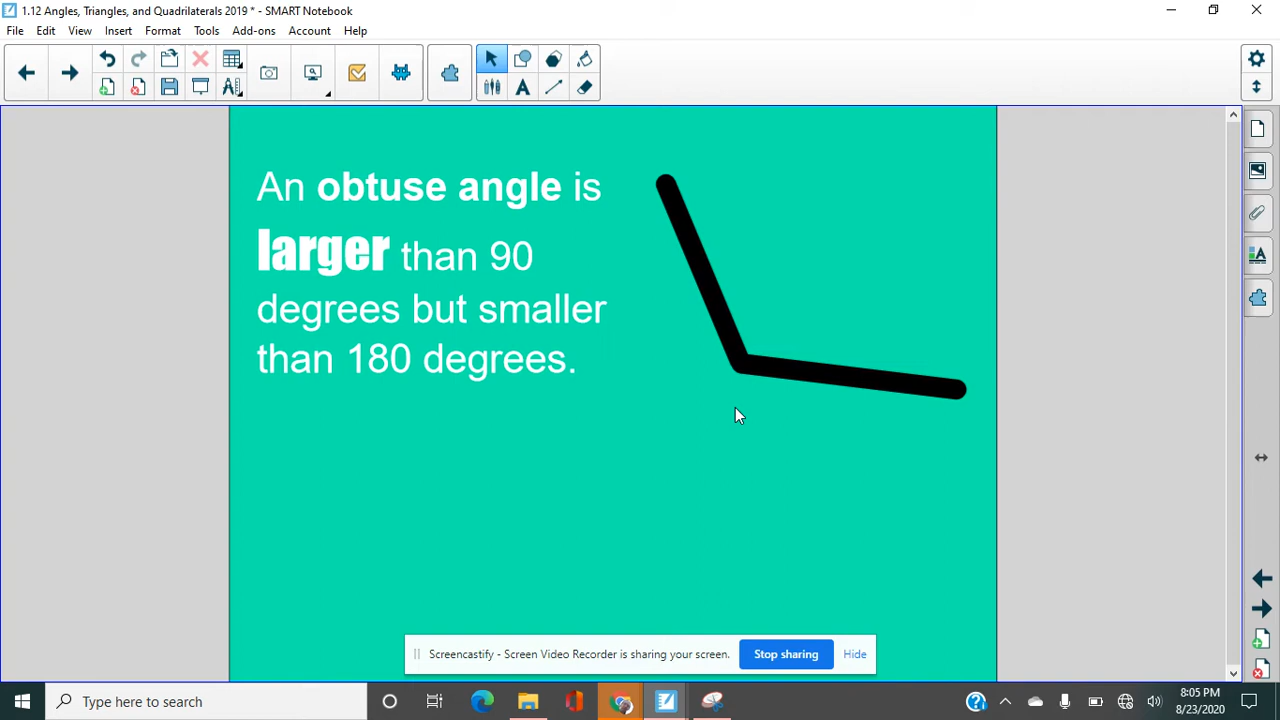 1.12 Angles, Triangles, and Quadrilaterals 2019 * - SMART Notebook
File Edit View Insert Format Tools Add-ons Account Help
An obtuse angle is
larger than 90
degrees but smaller
than 180 degrees.
Screencastify - Screen Video Recorder is sharing your screen. Stop sharing Hide
Type here to search
8:05 PM
8/23/2020